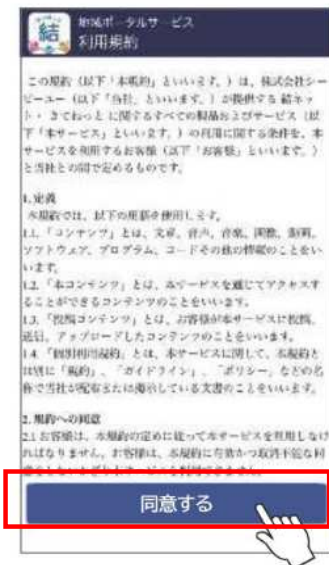 結
地域ポータルサービス
利用規約
この規約（以下「本規約」といいます。）は、株式会社シー
ピーユー（以下「当社」といいます。）が提供する 結ネッ
ト・きてねっと に関するすべての製品およびサービス（以
下「本サービス」といいます。）の利用に関する条件を、本
サービスを利用するお客様（以下「お客様」といいます。）
と当社との間で定めるものです。
1.定義
本規約では、以下の用語を使用します。
1.1.「コンテンツ」とは、文章、音声、音楽、画像、動画、
ソフトウェア、プログラム、コードその他の情報のことをい
います。
1.2.「本コンテンツ」とは、本サービスを通じてアクセスす
ることができるコンテンツのことをいいます。
1.3.「投稿コンテンツ」とは、お客様が本サービスに投稿、
送信、アップロードしたコンテンツのことをいいます。
1.4.「個別利用規約」とは、本サービスに関して、本規約と
は別に「規約」、「ガイドライン」、「ポリシー」などの名
称で当社が配布または掲示している文書のことをいいます。
2.規約への同意
2.1 お客様は、本規約の定めに従って本サービスを利用しなけ
ればなりません。お客様は、本規約に有効かつ取消不能な同
同意する